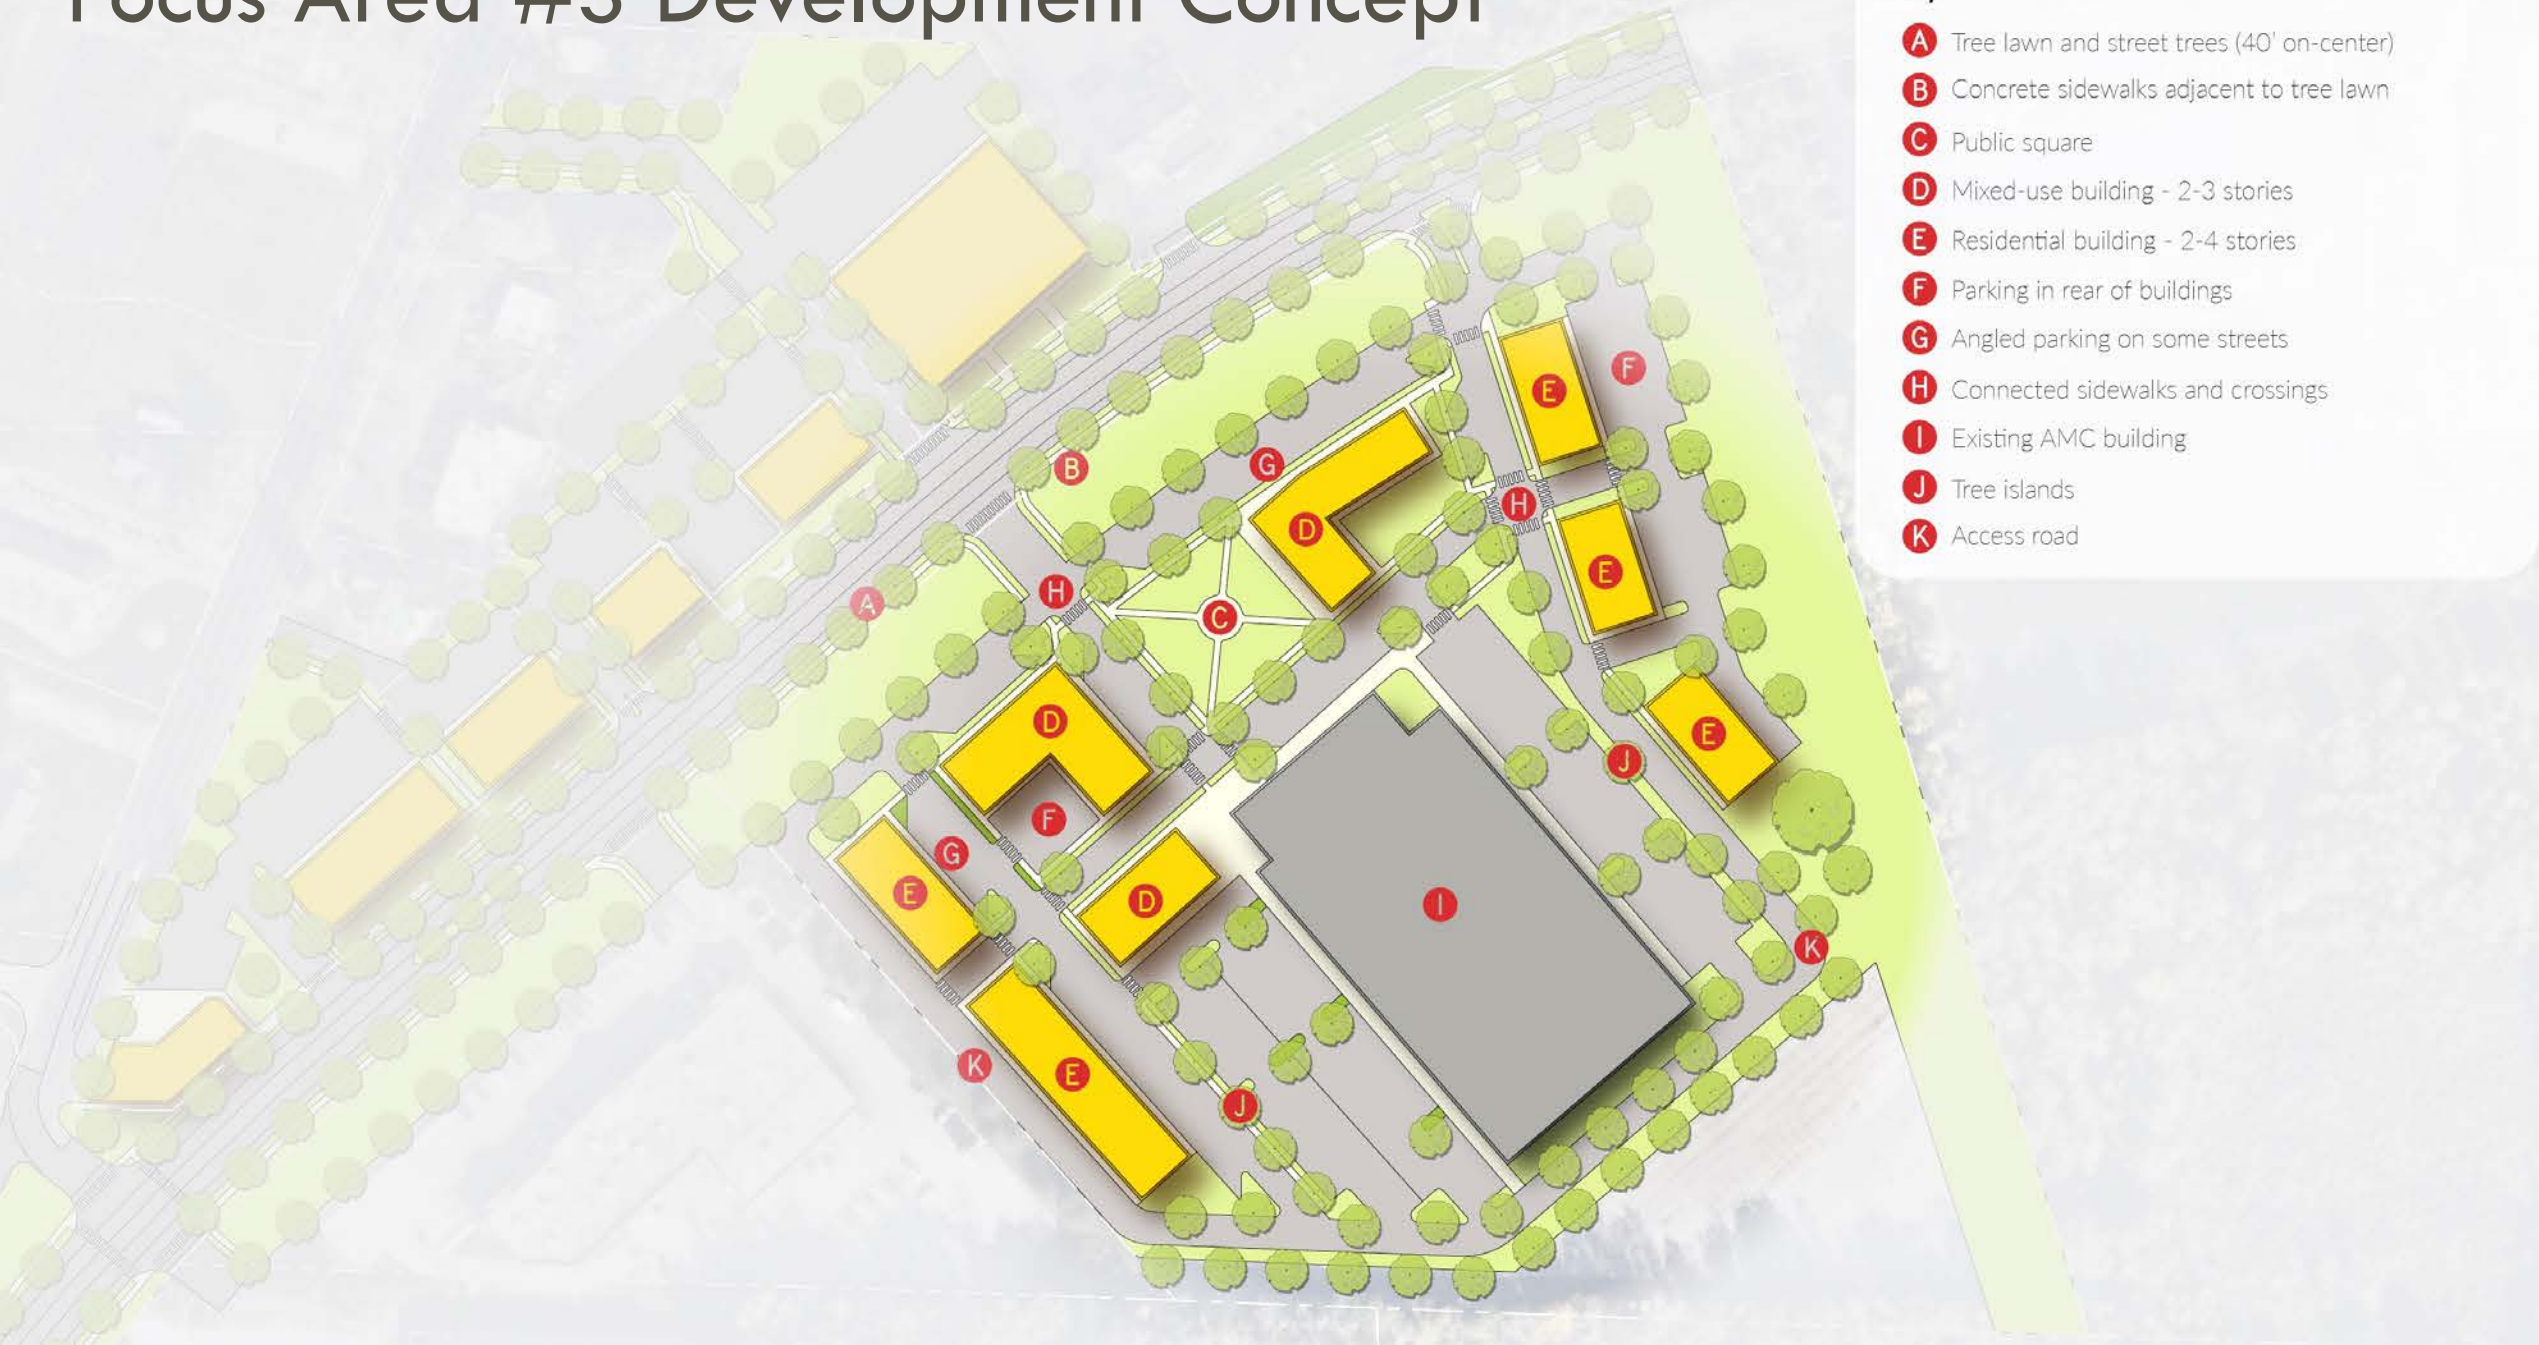 Focus Area #3 Development Concept
A Tree lawn and street trees (40' on-center)
B Concrete sidewalks adjacent to tree lawn
C Public square
D Mixed-use building - 2-3 stories
E Residential building - 2-4 stories
F Parking in rear of buildings
G Angled parking on some streets
H Connected sidewalks and crossings
I Existing AMC building
J Tree islands
K Access road
E
F
B
G
D
H
E
A
H
C
D
E
J
F
G
E
D
I
K
K
E
J